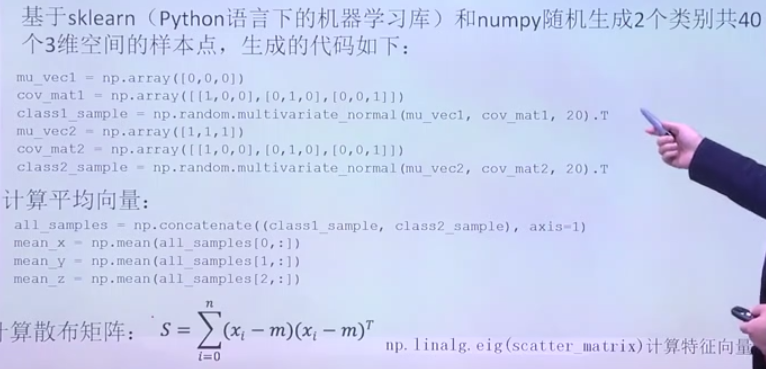 基于sklearn（Python语言下的机器学习库）和numpy随机生成2个类别共40
个3维空间的样本点，生成的代码如下：
mu_vec1 = np.array([0,0,0])
cov_mat1 = np.array([[1,0,0],[0,1,0],[0,0,1]])
class1_sample = np.random.multivariate_normal(mu_vec1, cov_mat1, 20).T
mu_vec2 = np.array([1,1,1])
cov_mat2 = np.array([[1,0,0],[0,1,0],[0,0,1]])
class2_sample = np.random.multivariate_normal(mu_vec2, cov_mat2, 20).T
计算平均向量：
all_samples = np.concatenate((class1_sample, class2_sample), axis=1)
mean_x = np.mean(all_samples[0,:])
mean_y = np.mean(all_samples[1,:])
mean_z = np.mean(all_samples[2,:])
计算散布矩阵： S = ∑_{i=0}^{n} (x_i − m)(x_i − m)^T
np.linalg.eig(scatter_matrix)计算特征向量